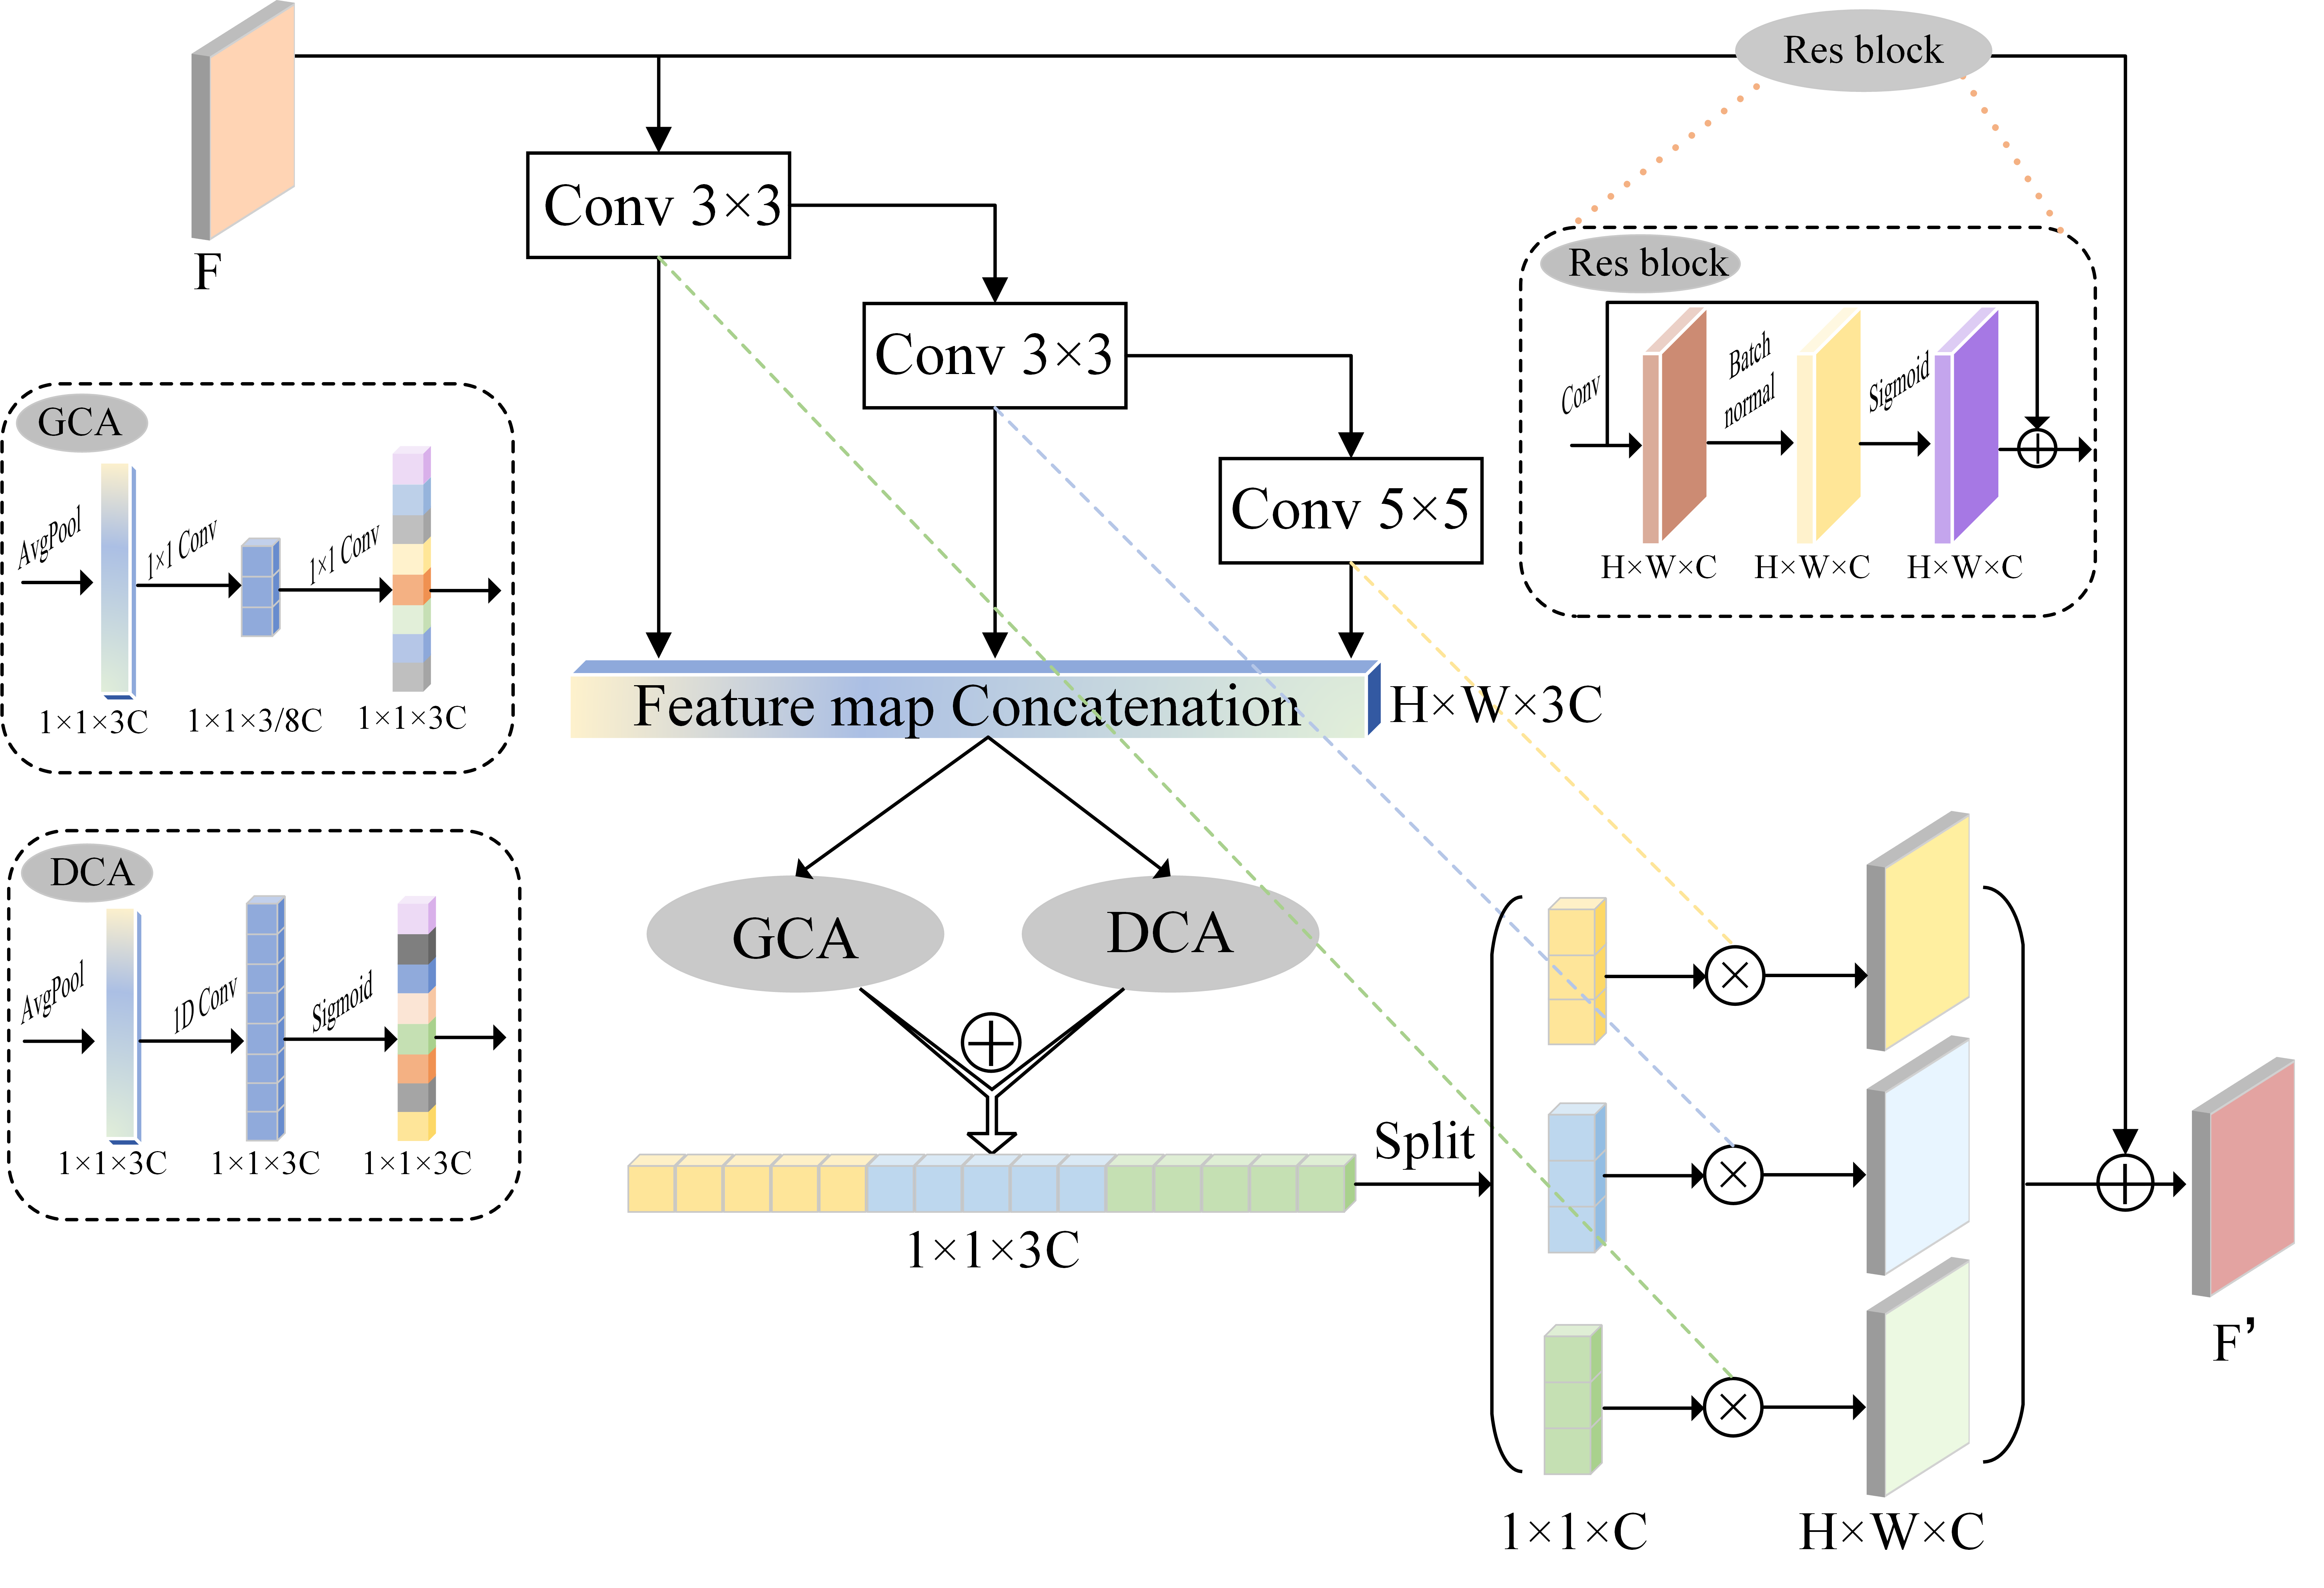 Res block
F
Conv 3×3
Conv 3×3
Conv 5×5
Res block
Conv
Batch
normal
Sigmoid
H×W×C
H×W×C
H×W×C
GCA
AvgPool
1×1 Conv
1×1 Conv
1×1×3C
1×1×3/8C
1×1×3C
Feature map Concatenation
H×W×3C
DCA
AvgPool
1D Conv
Sigmoid
1×1×3C
1×1×3C
1×1×3C
GCA
DCA
Split
1×1×3C
1×1×C
H×W×C
F’